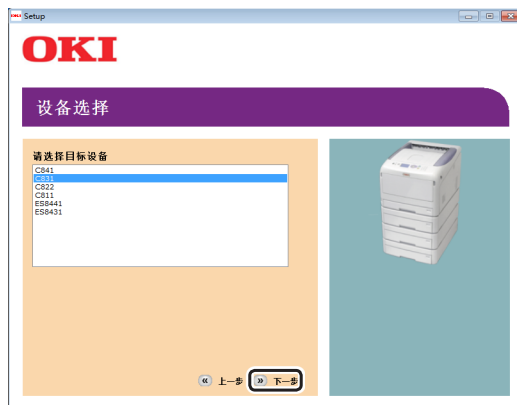 OKI Setup
OKI
设备选择
请选择目标设备
C841
C831
C822
C811
ES8441
ES8431
上一步 下一步